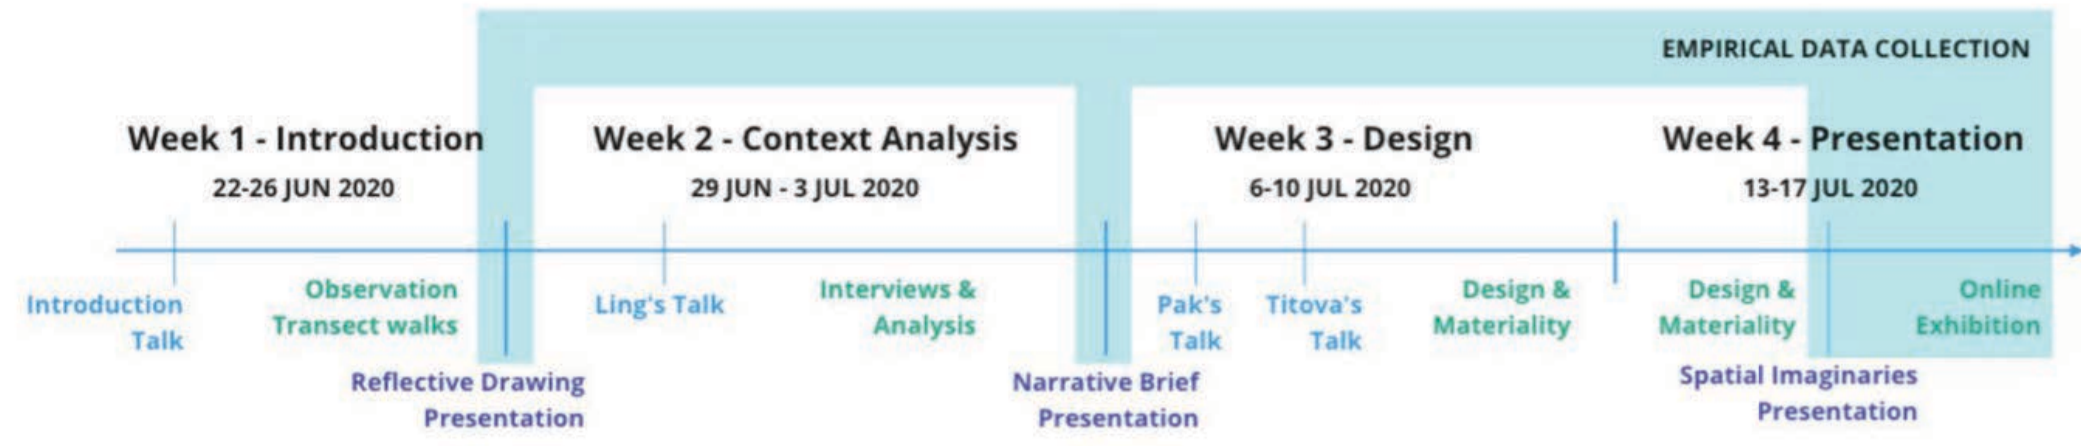 EMPIRICAL DATA COLLECTION
Week 1 - Introduction
22-26 JUN 2020
Week 2 - Context Analysis
29 JUN - 3 JUL 2020
Week 3 - Design
6-10 JUL 2020
Week 4 - Presentation
13-17 JUL 2020
Introduction
Talk
Observation
Transect walks
Reflective Drawing
Presentation
Ling's Talk
Interviews &
Analysis
Narrative Brief
Presentation
Pak's
Talk
Titova's
Talk
Design &
Materiality
Design &
Materiality
Spatial Imaginaries
Presentation
Online
Exhibition